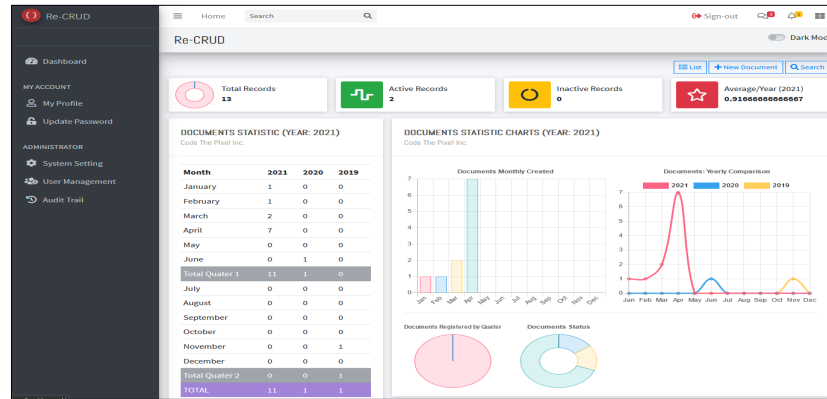 Re-CRUD
Home
Search
Sign-out
Re-CRUD
Dark Mod
Dashboard
MY ACCOUNT
My Profile
Update Password
ADMINISTRATOR
System Setting
User Management
Audit Trail
List
New Document
Search
Total Records
13
Active Records
2
Inactive Records
0
Average/Year (2021)
0.91666666666667
DOCUMENTS STATISTIC (YEAR: 2021)
Code The Pixel Inc.
Month 2021 2020 2019
January 1 0 0
February 1 0 0
March 2 0 0
April 7 0 0
May 0 0 0
June 0 1 0
Total Quater 1 11 1 0
July 0 0 0
August 0 0 0
September 0 0 0
October 0 0 0
November 0 0 1
December 0 0 0
Total Quater 2 0 0 1
TOTAL 11 1 1
DOCUMENTS STATISTIC CHARTS (YEAR: 2021)
Code The Pixel Inc.
Documents Monthly Created
7
6
5
4
3
2
1
0
Jan Feb Mar Apr May Jun Jul Aug Sep Oct Nov Dec
Documents: Yearly Comparison
2021 2020 2019
7
6
5
4
3
2
1
0
Jan Feb Mar Apr May Jun Jul Aug Sep Oct Nov Dec
Documents Registered by Quater
Documents Status